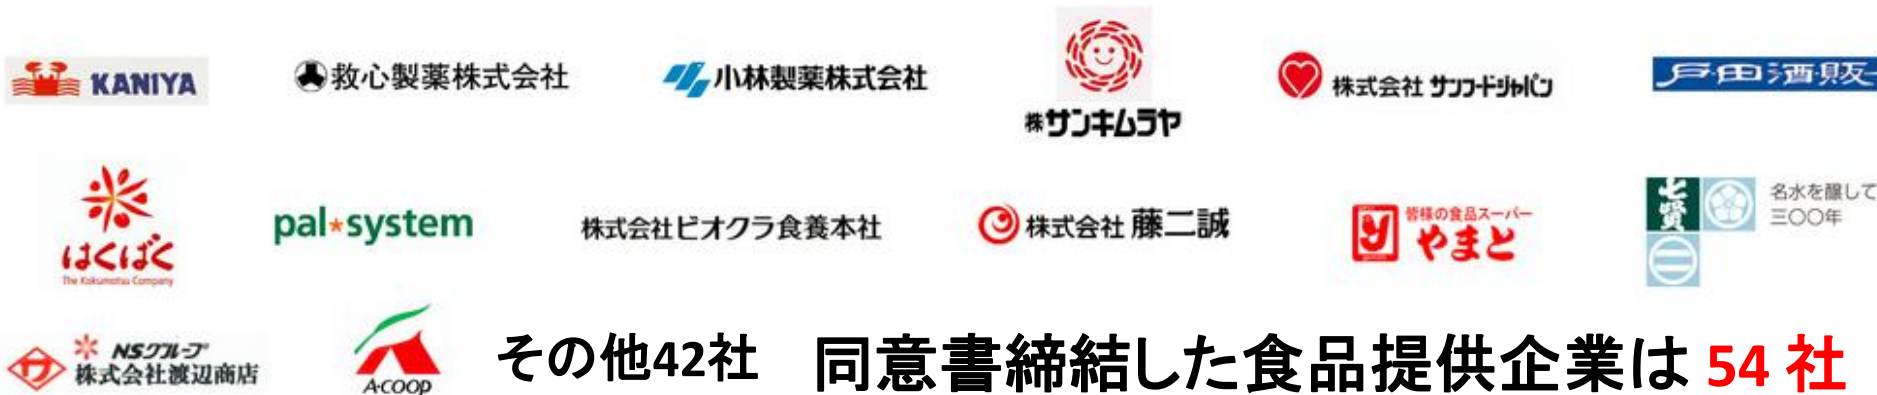 KANIYA
救心製薬株式会社
小林製薬株式会社
株サンキムラヤ
株式会社 サンフードジャパン
戸田酒販
はくばく
The Kokumotsu Company
pal*system
株式会社ビオクラ食養本社
株式会社 藤二誠
皆様の食品スーパー
やまと
七賢
名水を醸して
三〇〇年
NSグループ
株式会社渡辺商店
A·COOP
その他42社 同意書締結した食品提供企業は 54 社